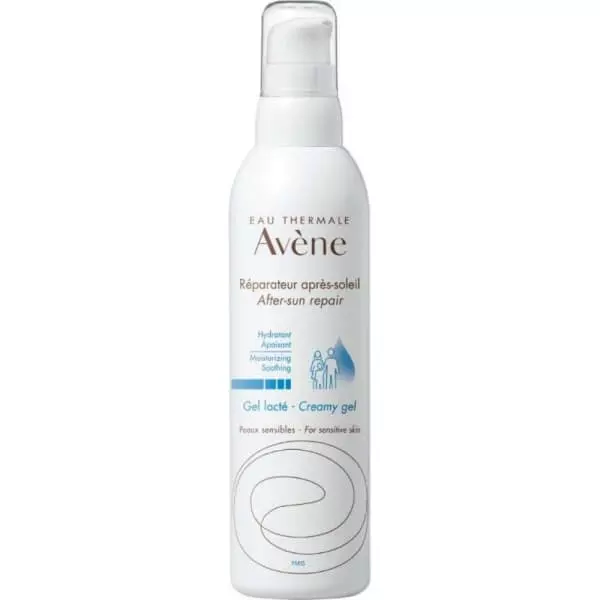 EAU THERMALE
Avène
Réparateur après-soleil
After-sun repair
Hydratant
Apaisant
Moisturizing
Soothing
Gel lacté - Creamy gel
Peaux sensibles - For sensitive skin